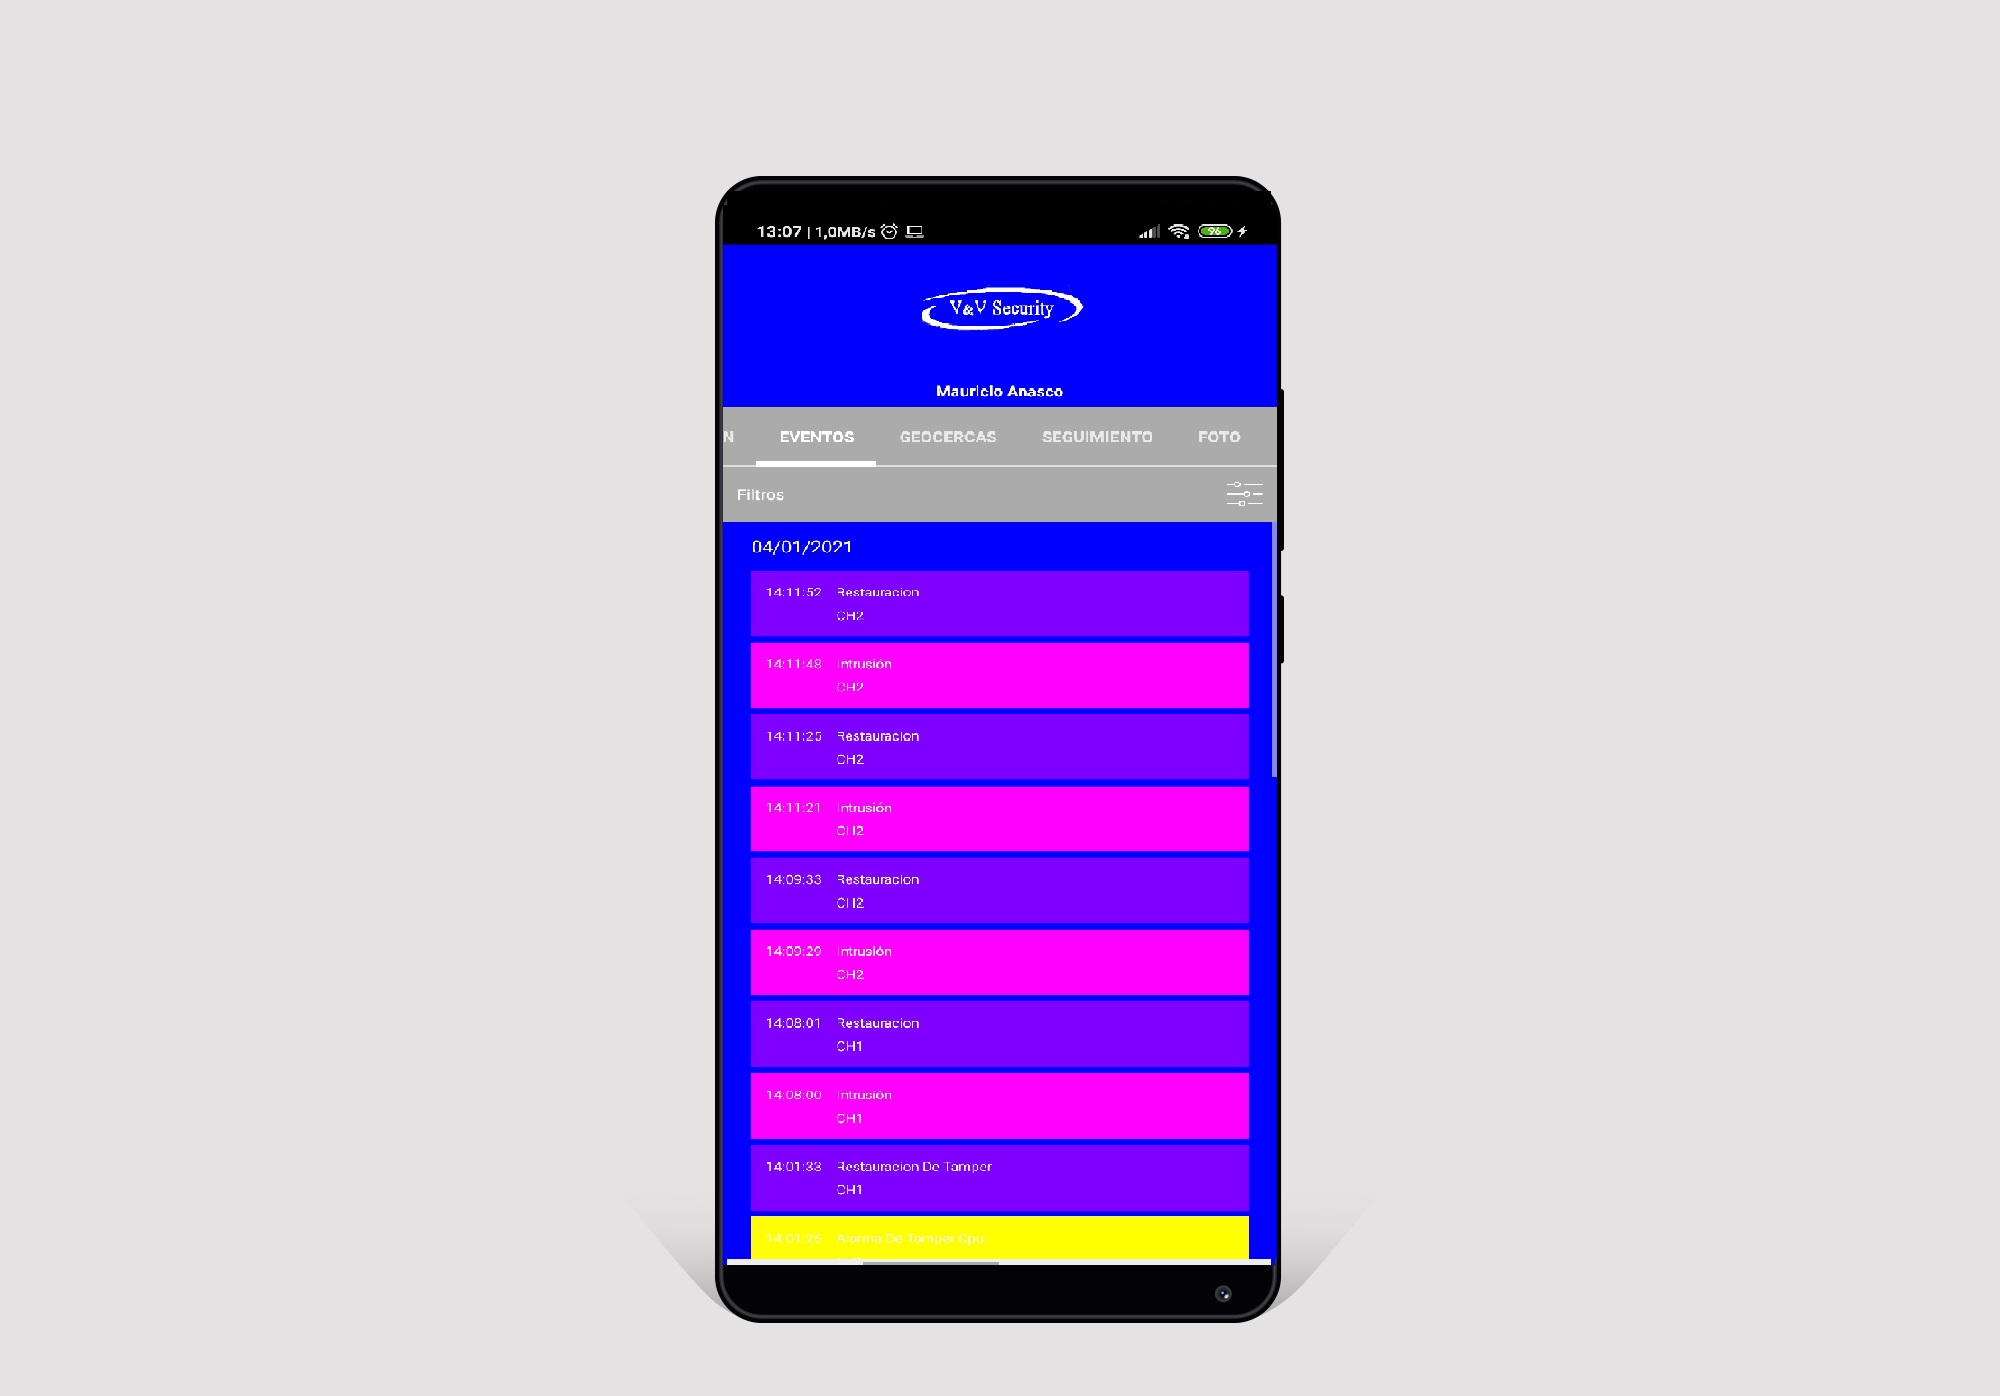 13:07 | 1,0MB/s
96
V&V Security
Mauricio Anasco
N EVENTOS GEOCERCAS SEGUIMIENTO FOTO
Filtros
04/01/2021
14:11:52 Restauracion
CH2
14:11:48 Intrusión
CH2
14:11:25 Restauracion
CH2
14:11:21 Intrusión
CH2
14:09:33 Restauracion
CH2
14:09:29 Intrusión
CH2
14:08:01 Restauracion
CH1
14:08:00 Intrusión
CH1
14:01:33 Restauracion De Tamper
CH1
14:01:26 Alarma De Tamper Cpu